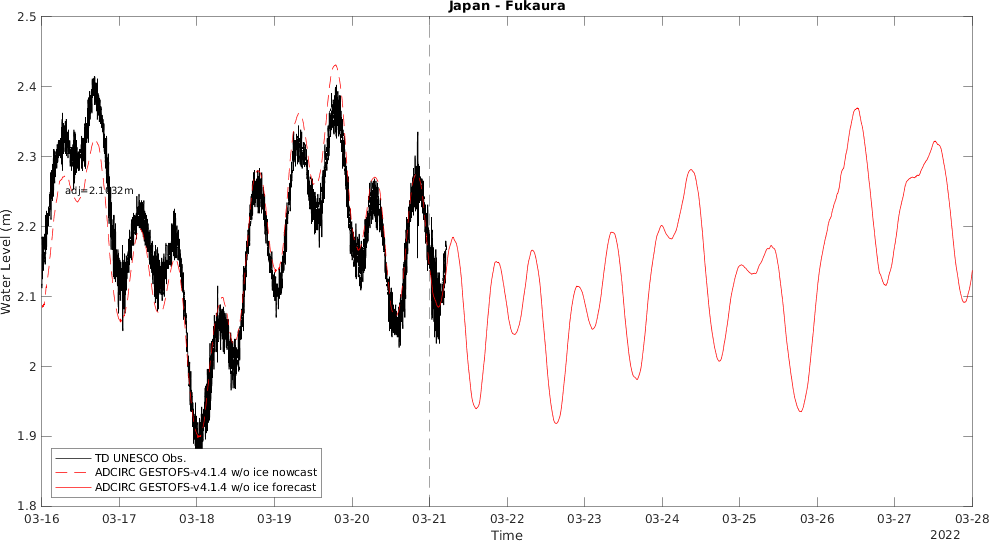 Japan - Fukaura
2.5
2.4
2.3
2.2
2.1
2
1.9
1.8
Water Level (m)
adj=2.1032m
TD UNESCO Obs.
ADCIRC GESTOFS-v4.1.4 w/o ice nowcast
ADCIRC GESTOFS-v4.1.4 w/o ice forecast
03-16 03-17 03-18 03-19 03-20 03-21 03-22 03-23 03-24 03-25 03-26 03-27 03-28
Time
2022